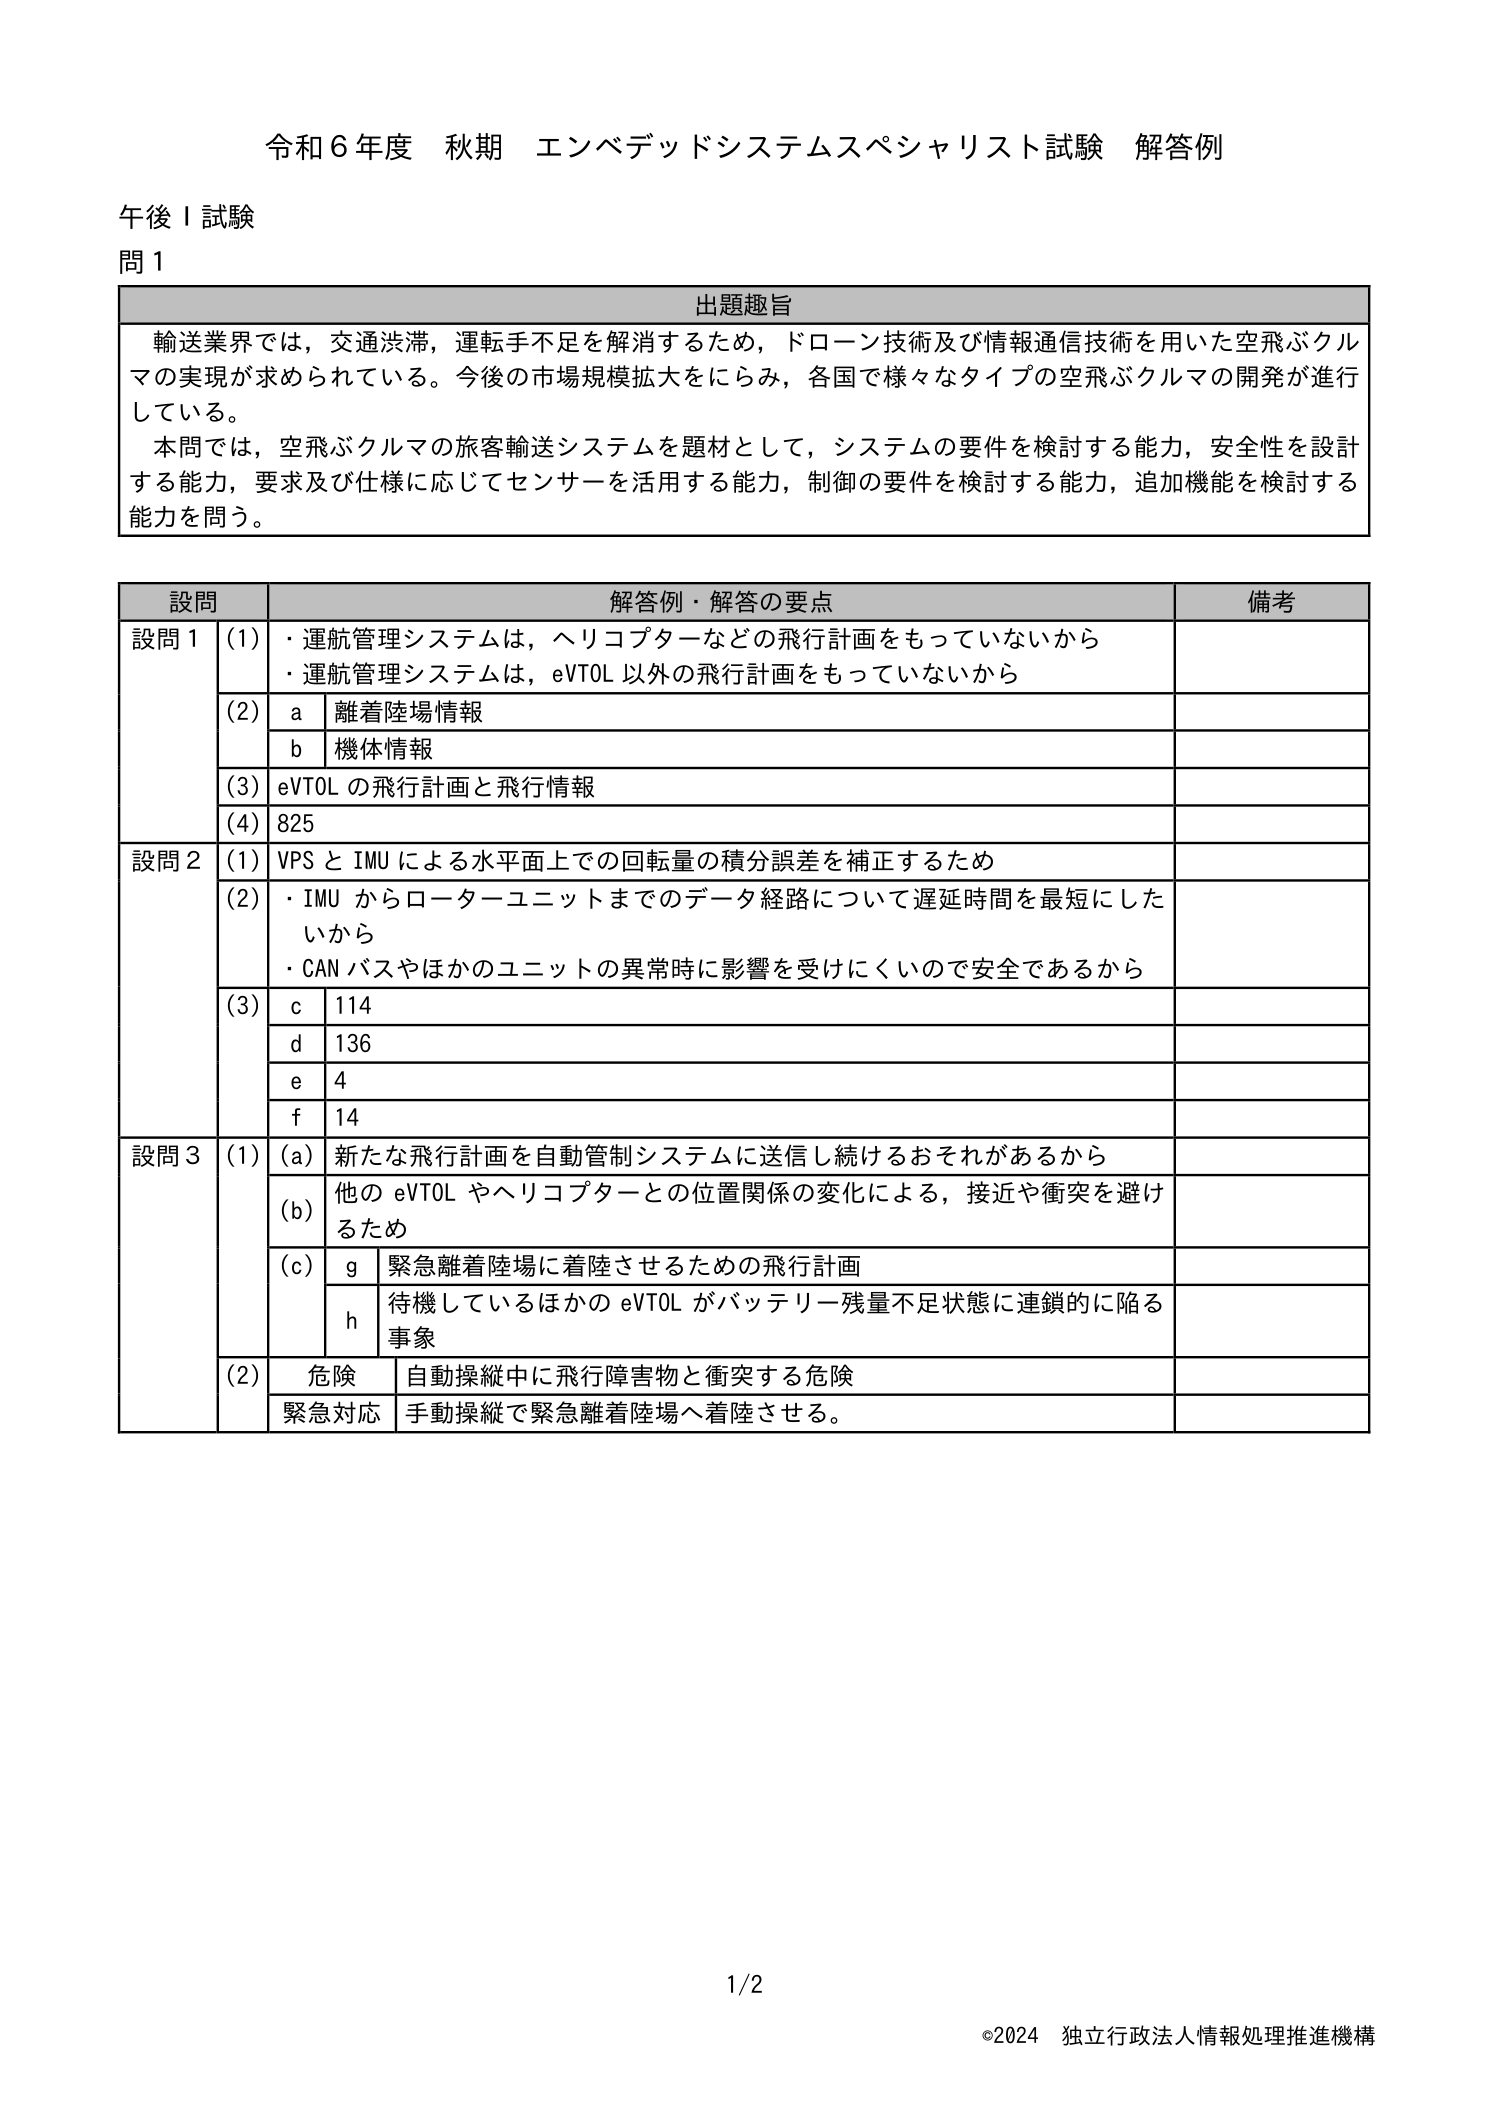 令和６年度　秋期　エンベデッドシステムスペシャリスト試験　解答例
午後Ⅰ試験
問１
出題趣旨
　輸送業界では，交通渋滞，運転手不足を解消するため，ドローン技術及び情報通信技術を用いた空飛ぶクル
マの実現が求められている。今後の市場規模拡大をにらみ，各国で様々なタイプの空飛ぶクルマの開発が進行
している。
　本問では，空飛ぶクルマの旅客輸送システムを題材として，システムの要件を検討する能力，安全性を設計
する能力，要求及び仕様に応じてセンサーを活用する能力，制御の要件を検討する能力，追加機能を検討する
能力を問う。
設問 解答例・解答の要点 備考
設問１ (1) ・運航管理システムは，ヘリコプターなどの飛行計画をもっていないから
・運航管理システムは，eVTOL 以外の飛行計画をもっていないから
(2) a 離着陸場情報
b 機体情報
(3) eVTOL の飛行計画と飛行情報
(4) 825
設問２ (1) VPS と IMU による水平面上での回転量の積分誤差を補正するため
(2) ・IMU からローターユニットまでのデータ経路について遅延時間を最短にした
いから
・CAN バスやほかのユニットの異常時に影響を受けにくいので安全であるから
(3) c 114
d 136
e 4
f 14
設問３ (1) (a) 新たな飛行計画を自動管制システムに送信し続けるおそれがあるから
(b) 他の eVTOL やヘリコプターとの位置関係の変化による，接近や衝突を避け
るため
(c) g 緊急離着陸場に着陸させるための飛行計画
h 待機しているほかの eVTOL がバッテリー残量不足状態に連鎖的に陥る
事象
(2) 危険 自動操縦中に飛行障害物と衝突する危険
緊急対応 手動操縦で緊急離着陸場へ着陸させる。
1/2
©2024　独立行政法人情報処理推進機構